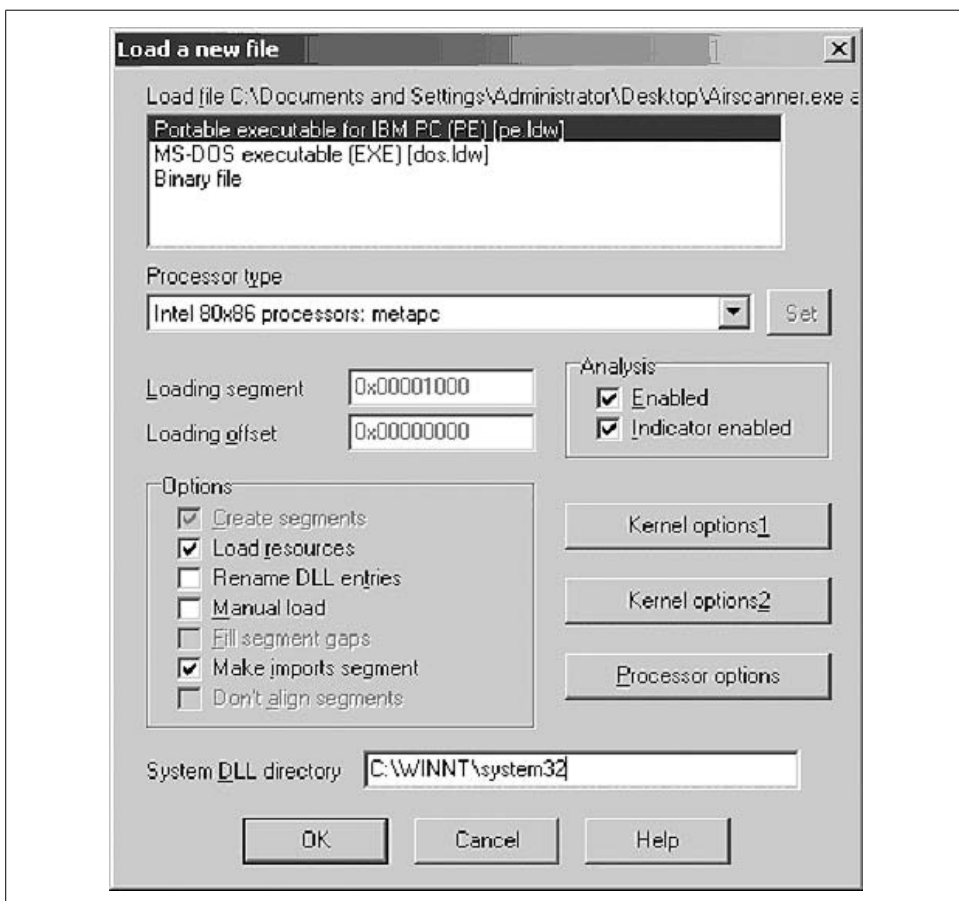 Load a new file
Load file C:\Documents and Settings\Administrator\Desktop\Airscanner.exe a
Portable executable for IBM PC (PE) [pe.ldw]
MS-DOS executable (EXE) [dos.ldw]
Binary file
Processor type
Intel 80x86 processors: metapc
Set
Loading segment 0x00001000
Loading offset 0x00000000
Analysis
Enabled
Indicator enabled
Options
Create segments
Load resources
Rename DLL entries
Manual load
Fill segment gaps
Make imports segment
Don't align segments
Kernel options1
Kernel options2
Processor options
System DLL directory C:\WINNT\system32
OK Cancel Help